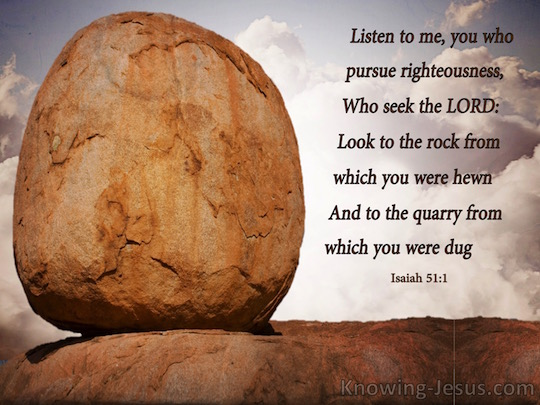 Listen to me, you who
pursue righteousness,
Who seek the LORD:
Look to the rock from
which you were hewn
And to the quarry from
which you were dug
Isaiah 51:1
Knowing-Jesus.com